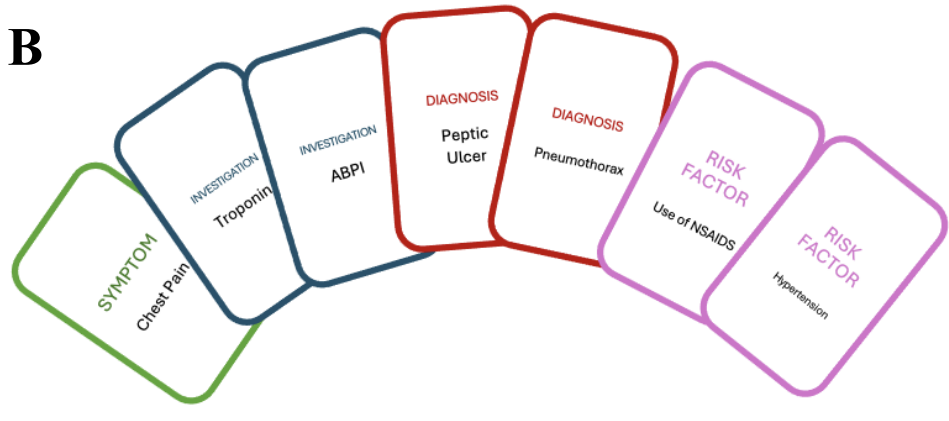 B
SYMPTOM
Chest Pain
INVESTIGATION
Troponin
INVESTIGATION
ABPI
DIAGNOSIS
Peptic
Ulcer
DIAGNOSIS
Pneumothorax
RISK
FACTOR
Use of NSAIDS
RISK
FACTOR
Hypertension